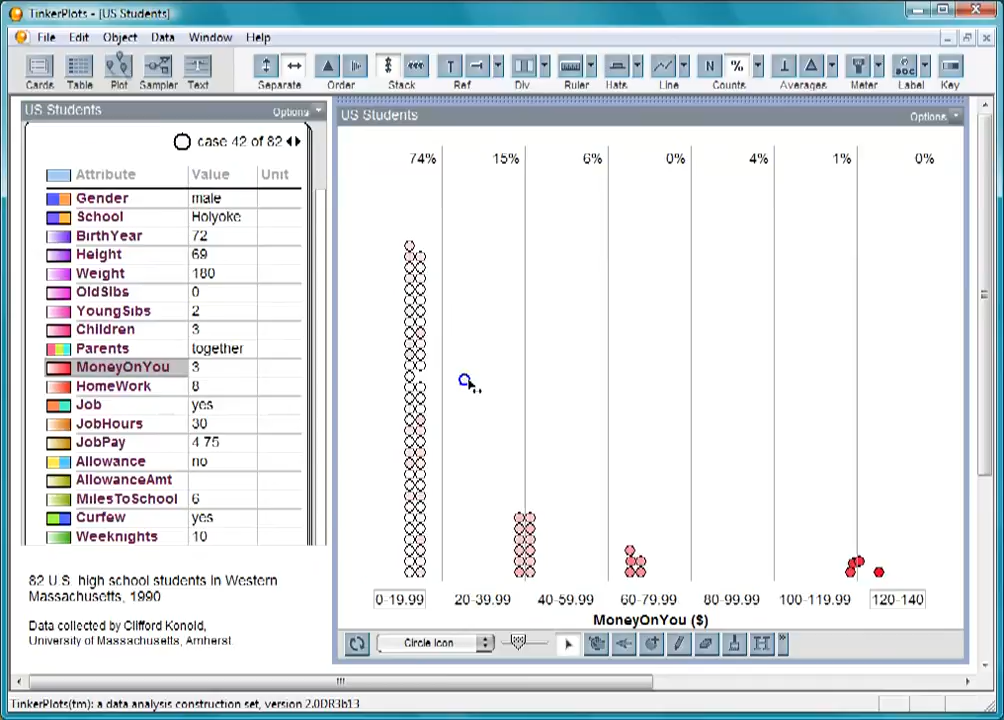 TinkerPlots - [US Students]
File Edit Object Data Window Help
Cards Table Plot Sampler Text Separate Order Stack Ref Div Ruler Hats Line Counts Averages Meter Label Key
US Students Options
case 42 of 82
Attribute Value Unit
Gender male
School Holyoke
BirthYear 72
Height 69
Weight 180
OldSibs 0
YoungSibs 2
Children 3
Parents together
MoneyOnYou 3
HomeWork 8
Job yes
JobHours 30
JobPay 4 75
Allowance no
AllowanceAmt
MilesToSchool 6
Curfew yes
Weeknights 10
82 U.S. high school students in Western
Massachusetts, 1990
Data collected by Clifford Konold,
University of Massachusetts, Amherst.
US Students Options
74% 15% 6% 0% 4% 1% 0%
0-19.99 20-39.99 40-59.99 60-79.99 80-99.99 100-119.99 120-140
MoneyOnYou ($)
Circle Icon
TinkerPlots(tm): a data analysis construction set, version 2.0DR3b13